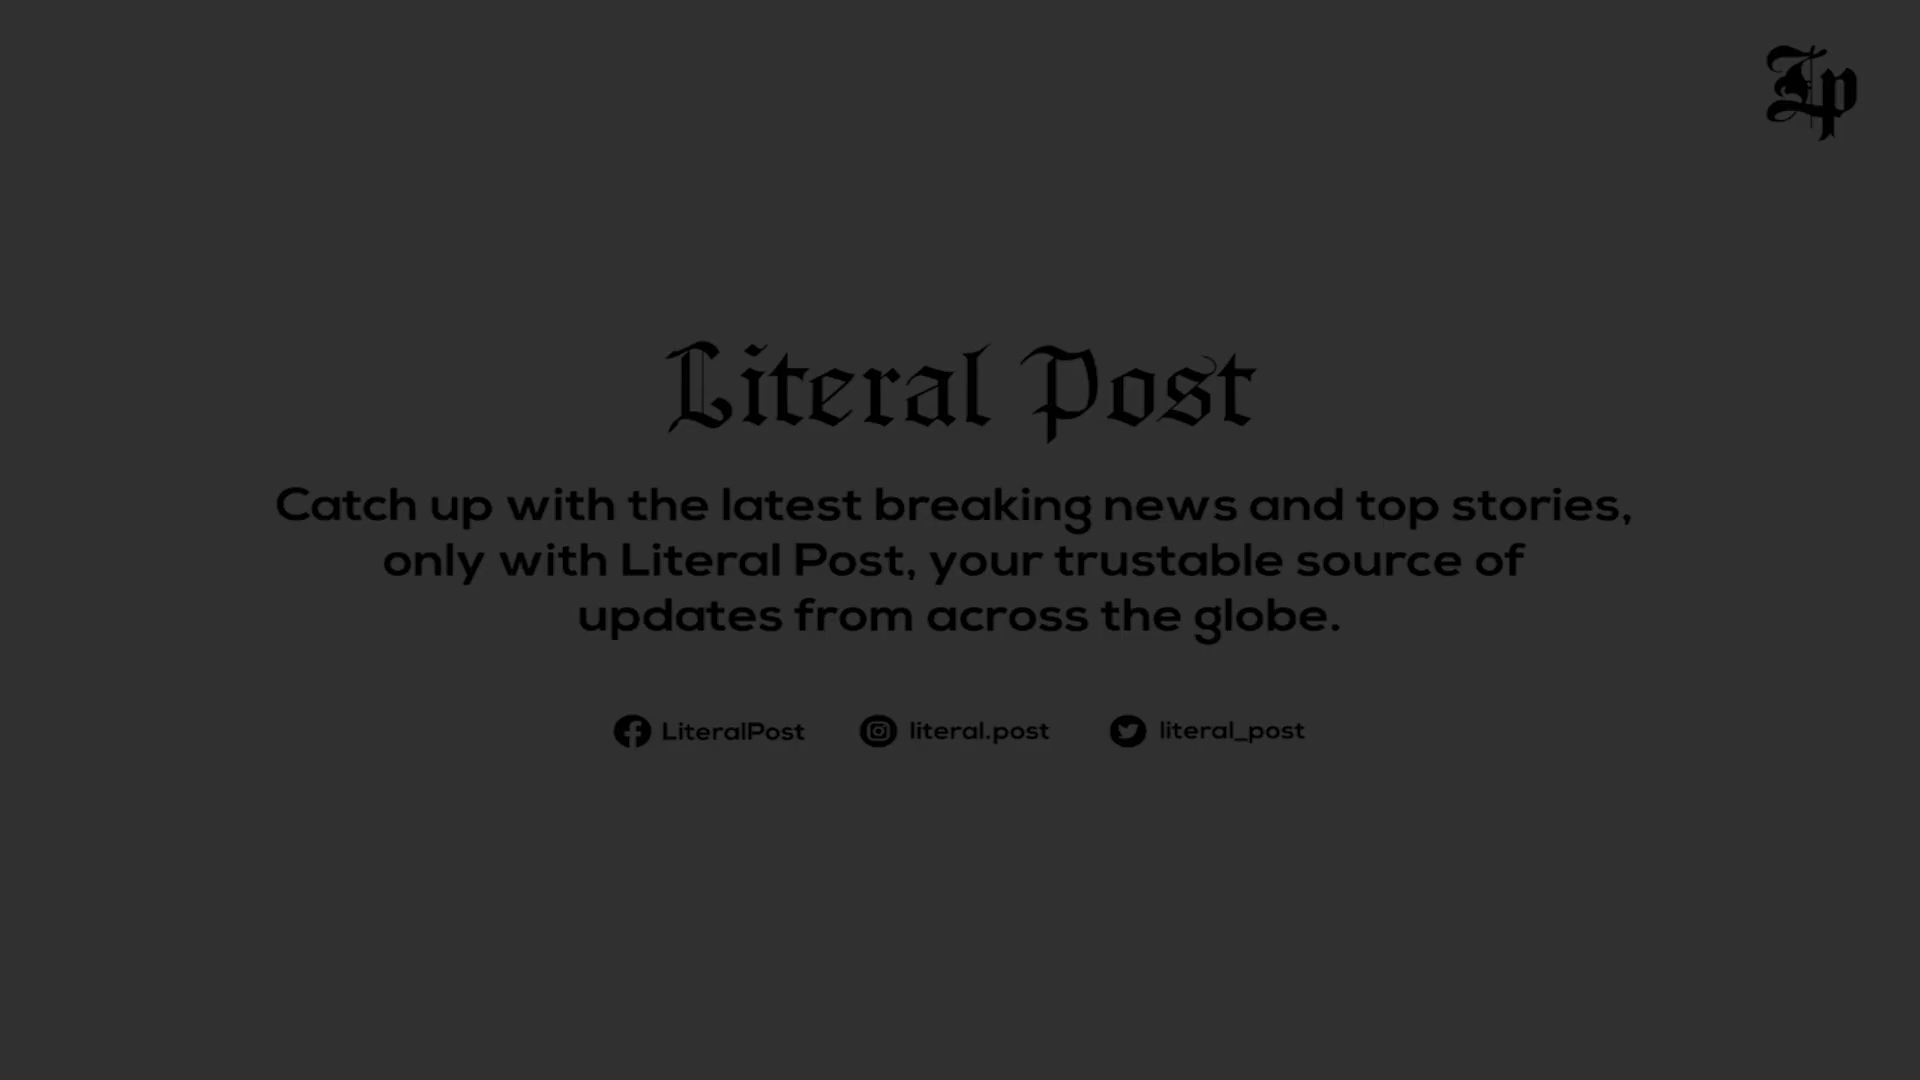 Lp
Literal Post
Catch up with the latest breaking news and top stories,
only with Literal Post, your trustable source of
updates from across the globe.
LiteralPost
literal.post
literal_post